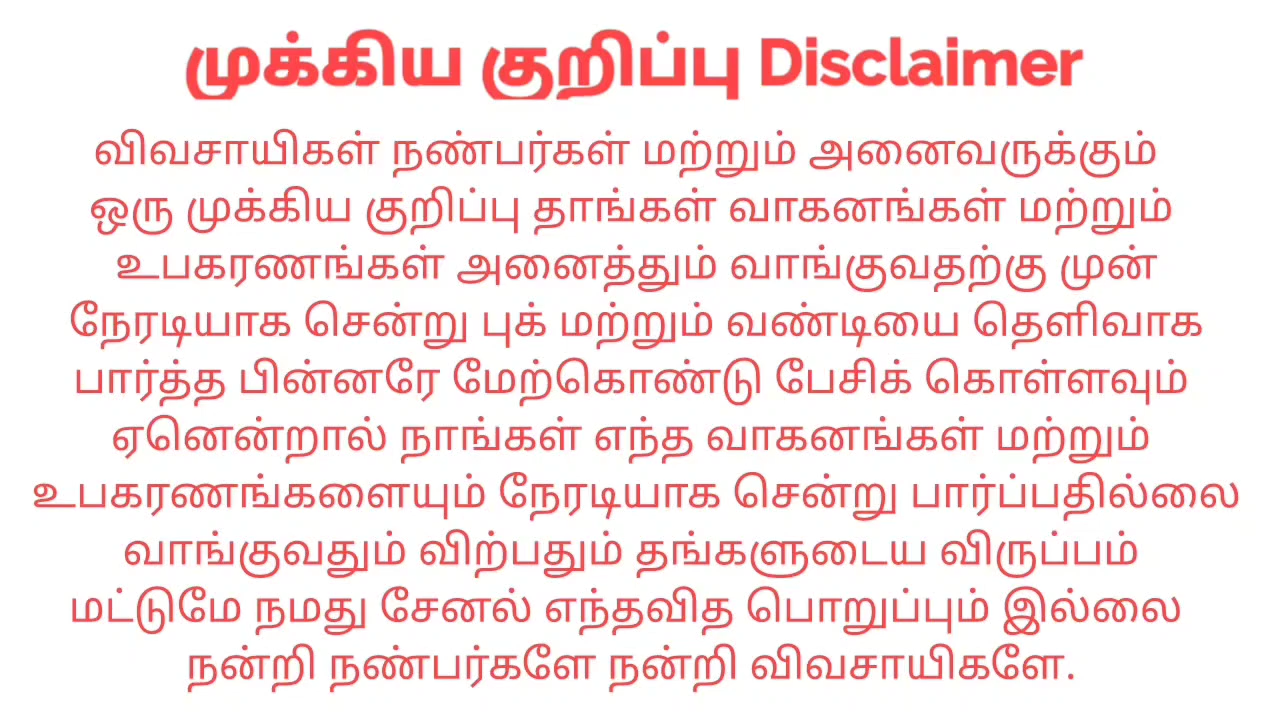 முக்கிய குறிப்பு Disclaimer
விவசாயிகள் நண்பர்கள் மற்றும் அனைவருக்கும்
ஒரு முக்கிய குறிப்பு தாங்கள் வாகனங்கள் மற்றும்
உபகரணங்கள் அனைத்தும் வாங்குவதற்கு முன்
நேரடியாக சென்று புக் மற்றும் வண்டியை தெளிவாக
பார்த்த பின்னரே மேற்கொண்டு பேசிக் கொள்ளவும்
ஏனென்றால் நாங்கள் எந்த வாகனங்கள் மற்றும்
உபகரணங்களையும் நேரடியாக சென்று பார்ப்பதில்லை
வாங்குவதும் விற்பதும் தங்களுடைய விருப்பம்
மட்டுமே நமது சேனல் எந்தவித பொறுப்பும் இல்லை
நன்றி நண்பர்களே நன்றி விவசாயிகளே.